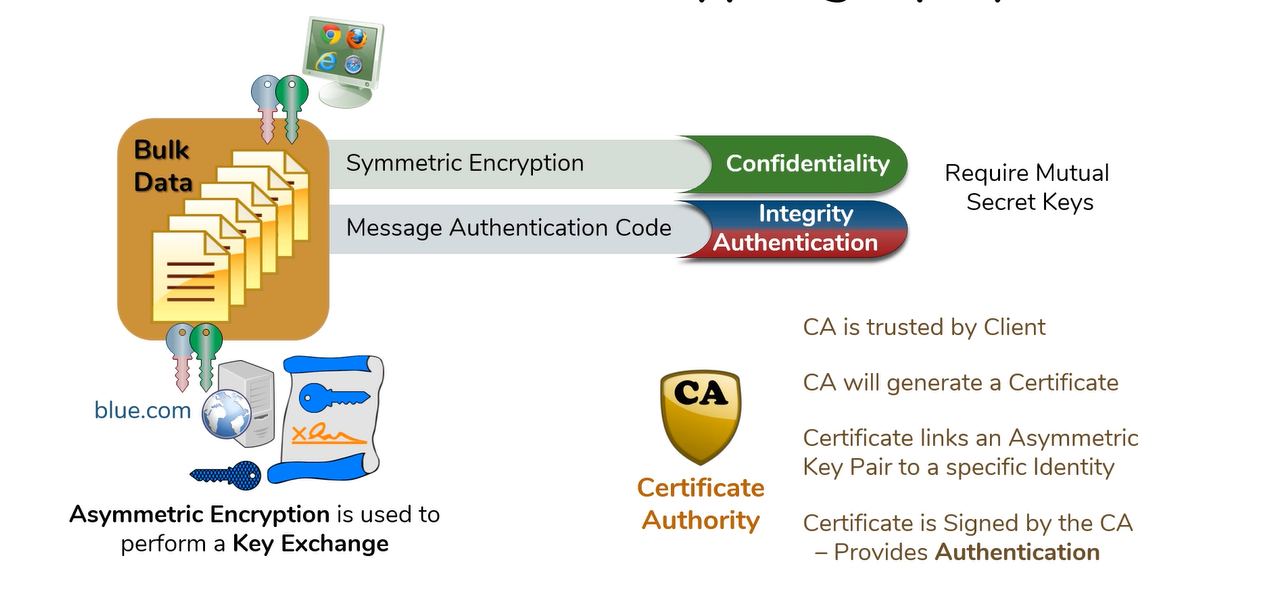 Bulk
Data
Symmetric Encryption
Confidentiality
Message Authentication Code
Integrity
Authentication
Require Mutual
Secret Keys
blue.com
Asymmetric Encryption is used to
perform a Key Exchange
CA
Certificate
Authority
CA is trusted by Client
CA will generate a Certificate
Certificate links an Asymmetric
Key Pair to a specific Identity
Certificate is Signed by the CA
– Provides Authentication